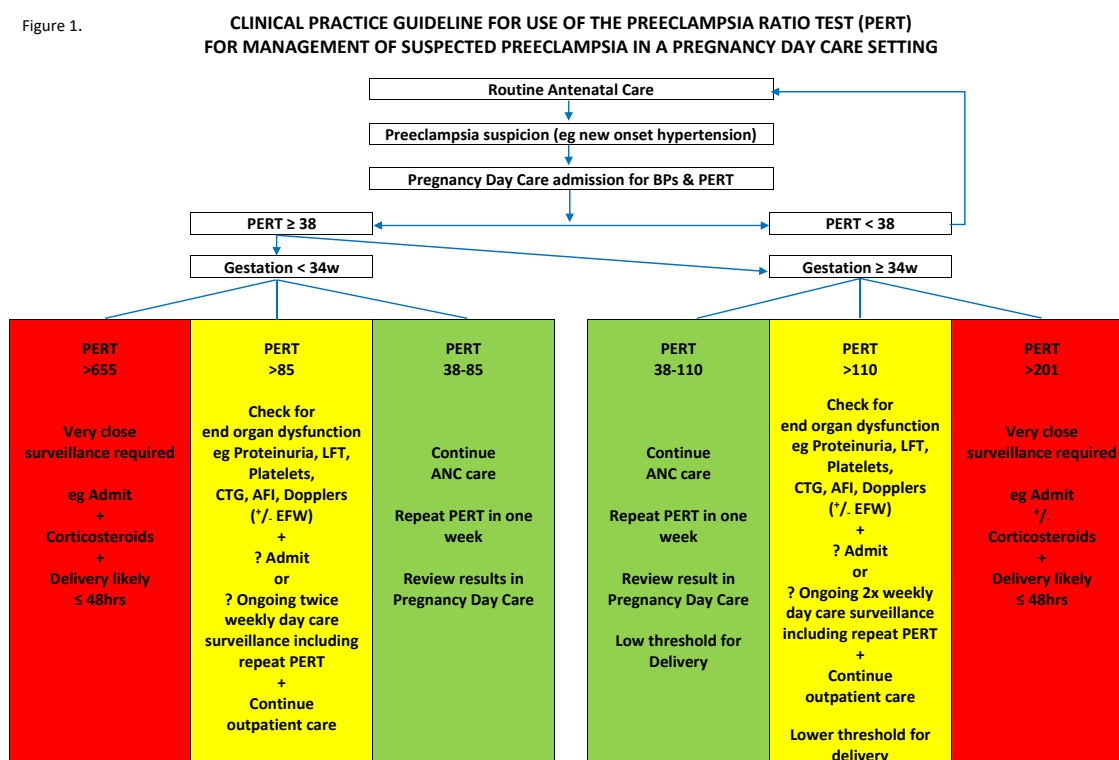 Figure 1.
CLINICAL PRACTICE GUIDELINE FOR USE OF THE PREECLAMPSIA RATIO TEST (PERT)
FOR MANAGEMENT OF SUSPECTED PREECLAMPSIA IN A PREGNANCY DAY CARE SETTING
Routine Antenatal Care
Preeclampsia suspicion (eg new onset hypertension)
Pregnancy Day Care admission for BPs & PERT
PERT ≥ 38
PERT < 38
Gestation < 34w
Gestation ≥ 34w
PERT
>655
Very close
surveillance required
eg Admit
+
Corticosteroids
+
Delivery likely
≤ 48hrs
PERT
>85
Check for
end organ dysfunction
eg Proteinuria, LFT,
Platelets,
CTG, AFI, Dopplers
(+/- EFW)
+
? Admit
or
? Ongoing twice
weekly day care
surveillance including
repeat PERT
+
Continue
outpatient care
PERT
38-85
Continue
ANC care
Repeat PERT in one
week
Review results in
Pregnancy Day Care
PERT
38-110
Continue
ANC care
Repeat PERT in one
week
Review result in
Pregnancy Day Care
Low threshold for
Delivery
PERT
>110
Check for
end organ dysfunction
eg Proteinuria, LFT,
Platelets,
CTG, AFI, Dopplers
(+/- EFW)
+
? Admit
or
? Ongoing 2x weekly
day care surveillance
including repeat PERT
+
Continue
outpatient care
Lower threshold for
delivery
PERT
>201
Very close
surveillance required
eg Admit
+/-
Corticosteroids
+
Delivery likely
≤ 48hrs